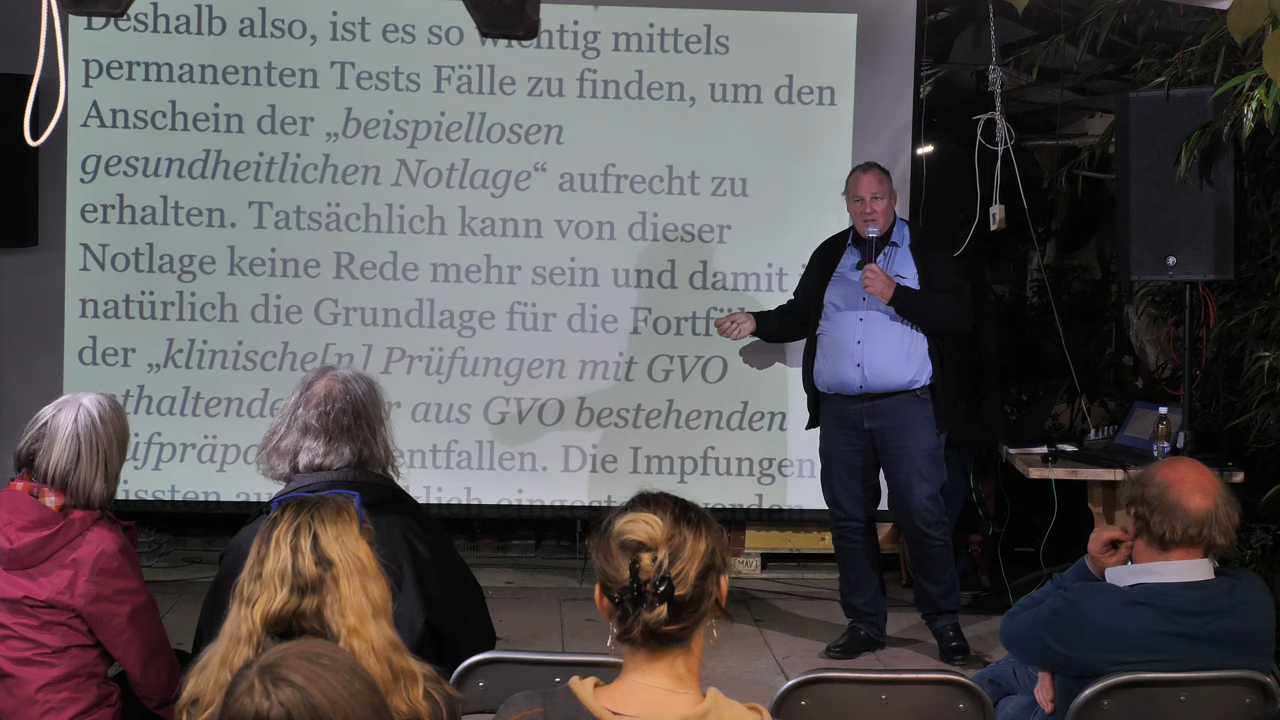 Deshalb also, ist es so wichtig mittels
permanenten Tests Fälle zu finden, um den
Anschein der „beispiellosen
gesundheitlichen Notlage“ aufrecht zu
erhalten. Tatsächlich kann von dieser
Notlage keine Rede mehr sein und damit
natürlich die Grundlage für die
der „klinische[n] Prüfungen mit GVO
aus GVO bestehenden
entfallen. Die Impfungen
MAV